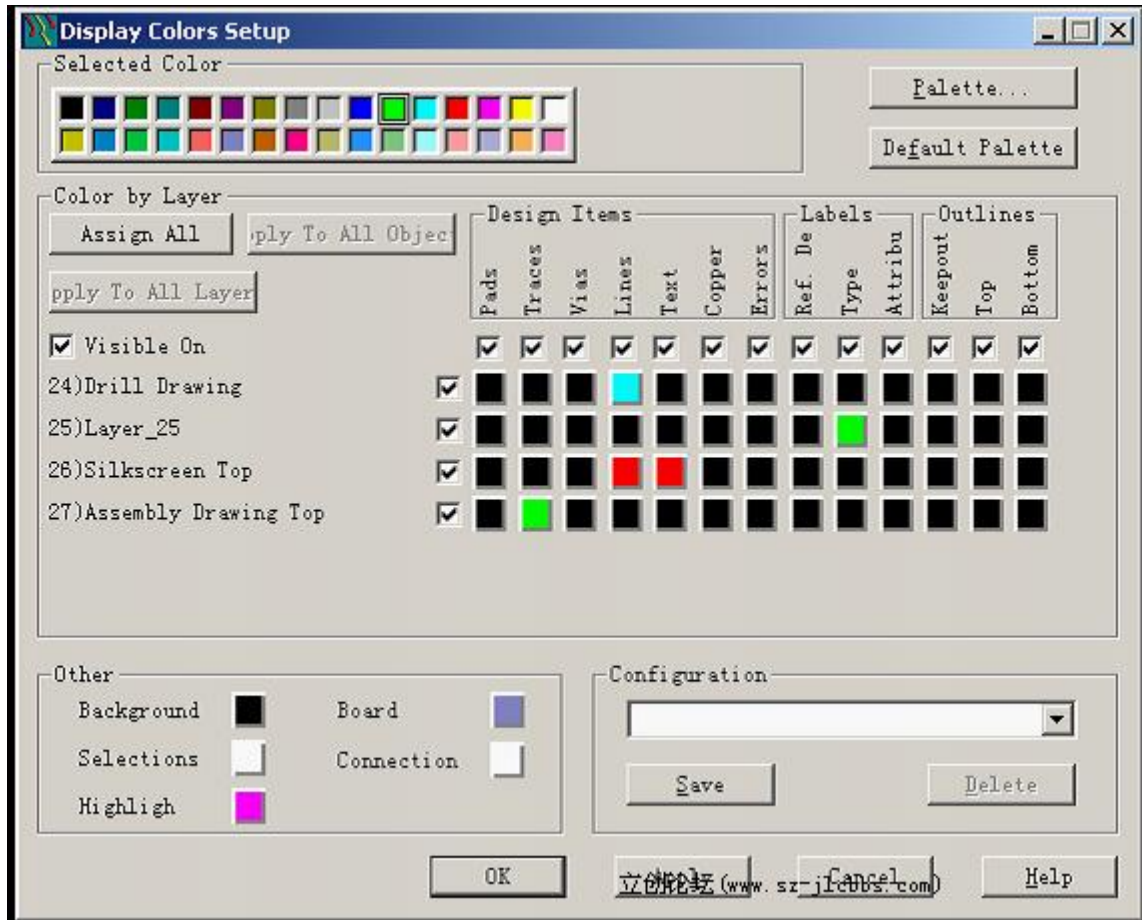 Display Colors Setup
Selected Color
Palette...
Default Palette
Color by Layer
Assign All
pply To All Objec
pply To All Layer
Design Items
Labels
Outlines
Pads
Traces
Vias
Lines
Text
Copper
Errors
Ref. De
Type
Attribu
Keepout
Top
Bottom
Visible On
24)Drill Drawing
25)Layer_25
26)Silkscreen Top
27)Assembly Drawing Top
Other
Background
Board
Selections
Connection
Highligh
Configuration
Save
Delete
OK
Apply
Cancel
Help
立创论坛(www.sz-jlcbbs.com)